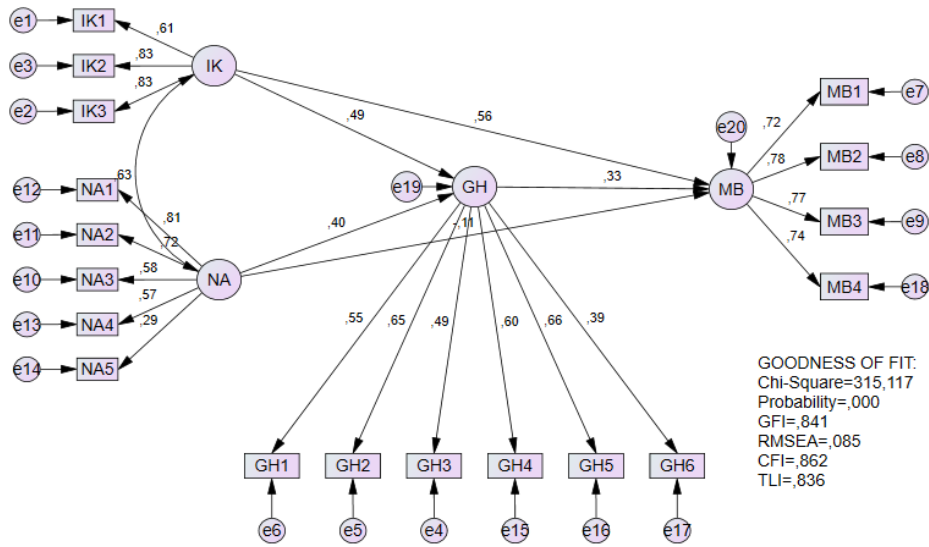 e1
IK1
,61
e3
IK2
,83
IK
e2
IK3
,83
,49
,56
e20
,72
MB1
e7
,78
MB2
e8
e12
NA1
,63
,81
e19
GH
,33
MB
,77
MB3
e9
e11
NA2
,72
,40
-,11
,74
e10
NA3
,58
NA
MB4
e18
e13
NA4
,57
e14
NA5
,29
,55
,65
,49
,60
,66
,39
GOODNESS OF FIT:
Chi-Square=315,117
Probability=,000
GFI=,841
RMSEA=,085
CFI=,862
TLI=,836
GH1
GH2
GH3
GH4
GH5
GH6
e6
e5
e4
e15
e16
e17